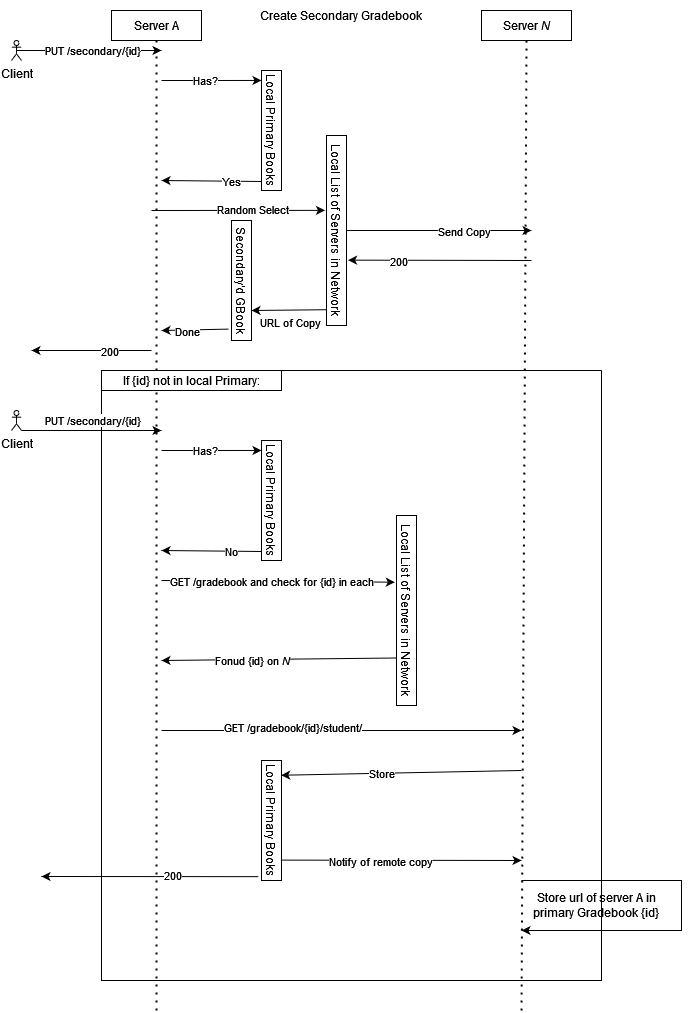 Create Secondary Gradebook
Server A
Server N
PUT /secondary/{id}
Client
Has?
Local Primary Books
Yes
Local List of Servers in Network
Random Select
Send Copy
Secondary'd GBook
200
URL of Copy
Done
200
If {id} not in local Primary:
PUT /secondary/{id}
Client
Has?
Local Primary Books
No
Local List of Servers in Network
GET /gradebook and check for {id} in each
Fonud {id} on N
GET /gradebook/{id}/student/
Local Primary Books
Store
Notify of remote copy
200
Store url of server A in
primary Gradebook {id}